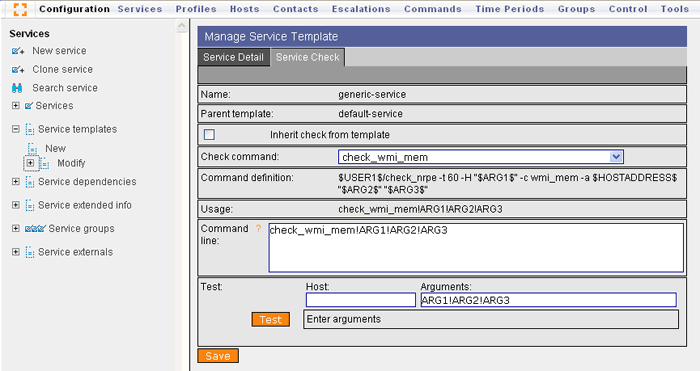 Configuration Services Profiles Hosts Contacts Escalations Commands Time Periods Groups Control Tools
Services
New service
Clone service
Search service
Services
Service templates
New
Modify
Service dependencies
Service extended info
Service groups
Service externals
Manage Service Template
Service Detail Service Check
Name: generic-service
Parent template: default-service
Inherit check from template
Check command: check_wmi_mem
Command definition: $USER1$/check_nrpe -t 60 -H "$ARG1$" -c wmi_mem -a $HOSTADDRESS$
"$ARG2$" "$ARG3$"
Usage: check_wmi_mem!ARG1!ARG2!ARG3
Command ? check_wmi_mem!ARG1!ARG2!ARG3
line:
Test: Host: Arguments:
ARG1!ARG2!ARG3
Test Enter arguments
Save